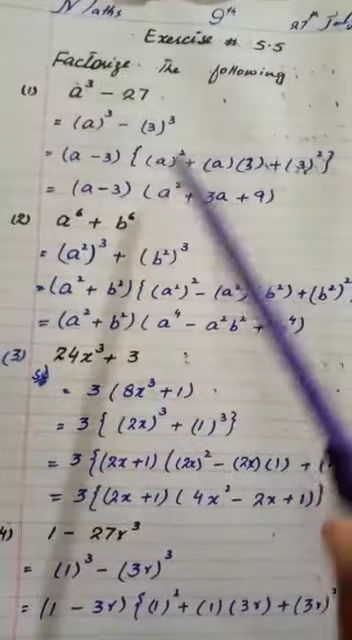 Maths 9th 27th July
Exercise # 5.5
Factorize The following
(1) a³ - 27
= (a)³ - (3)³
= (a - 3) {(a)² + (a)(3) + (3)²}
= (a-3) (a² + 3a + 9)
(2) a⁶ + b⁶
= (a²)³ + (b²)³
= (a² + b²) {(a²)² - (a²)(b²) + (b²)²
= (a² + b²) (a⁴ - a²b² + ⁴)
(3) 24x³ + 3 :
Sol
= 3 (8x³ + 1)
= 3 { (2x)³ + (1)³}
= 3 {(2x+1) ((2x)² - (2x)(1) + (
= 3 {(2x+1) (4x² - 2x + 1)}
4) 1 - 27r³
= (1)³ - (3r)³
= (1 - 3r) {(1)² + (1)(3r) + (3r)²